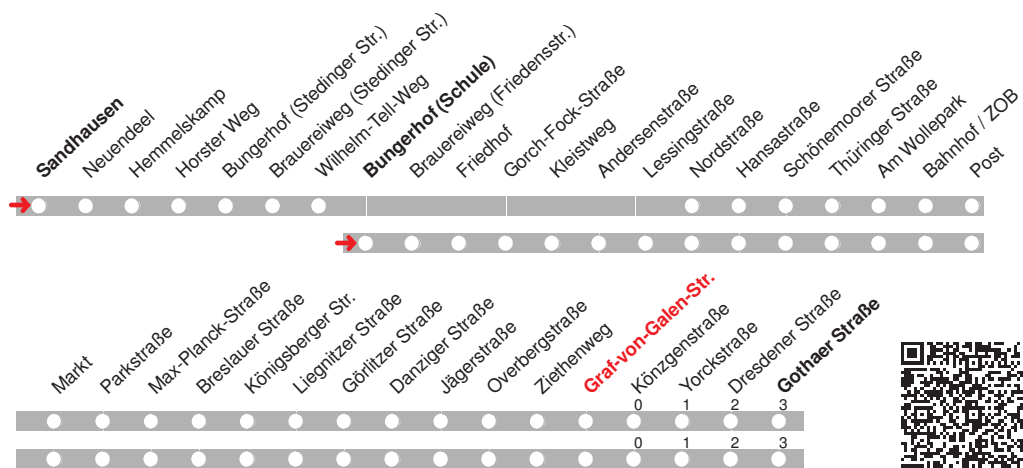 Sandhausen
Neuendeel
Hemmelskamp
Horster Weg
Bungerhof (Stedinger Str.)
Brauereiweg (Stedinger Str.)
Wilhelm-Tell-Weg
Bungerhof (Schule)
Brauereiweg (Friedensstr.)
Friedhof
Gorch-Fock-Straße
Kleistweg
Andersenstraße
Lessingstraße
Nordstraße
Hansastraße
Schönemoorer Straße
Thüringer Straße
Am Wollepark
Bahnhof / ZOB
Post
Markt
Parkstraße
Max-Planck-Straße
Breslauer Straße
Königsberger Str.
Liegnitzer Straße
Görlitzer Straße
Danziger Straße
Jägerstraße
Overbergstraße
Ziethenweg
Graf-von-Galen-Str.
Könzgenstraße
Yorckstraße
Dresdener Straße
Gothaer Straße
0 1 2 3
0 1 2 3